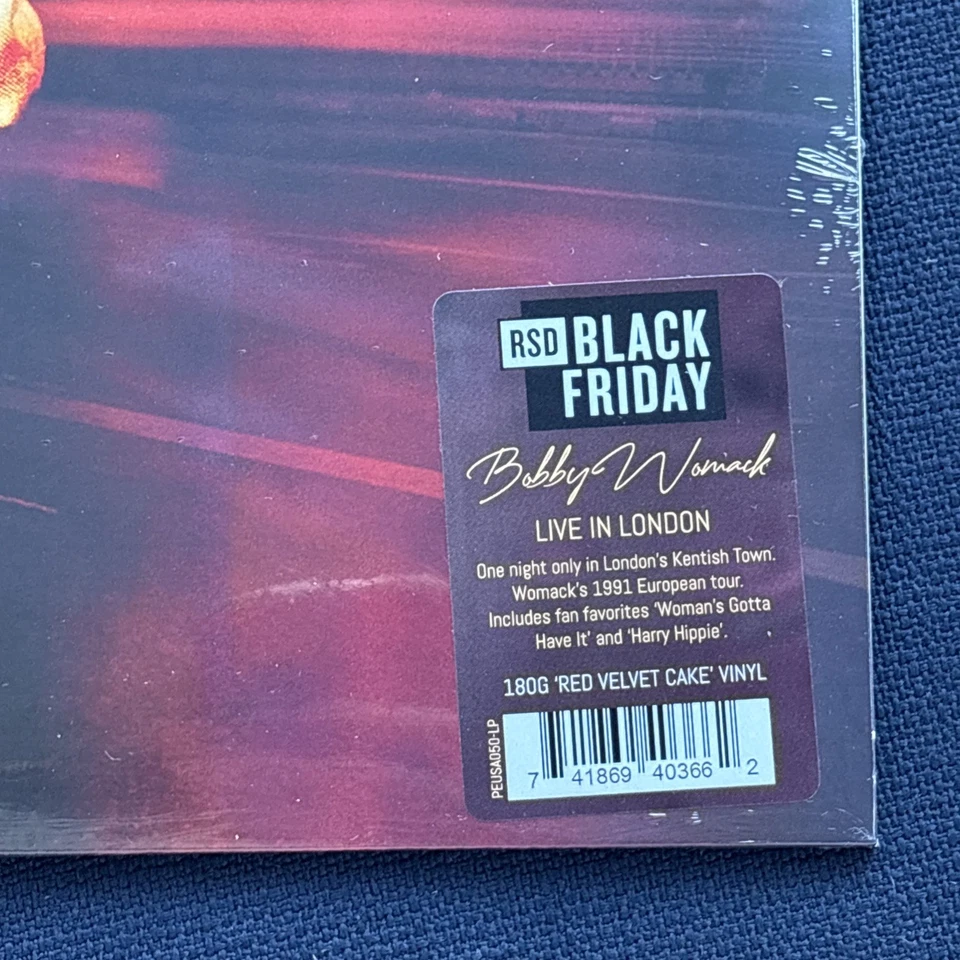 RSD BLACK
FRIDAY
Bobby Womack
LIVE IN LONDON
One night only in London's Kentish Town.
Womack's 1991 European tour.
Includes fan favorites 'Woman's Gotta
Have It' and 'Harry Hippie'.
180G 'RED VELVET CAKE' VINYL
PEUSA050-LP
7 41869 40366 2